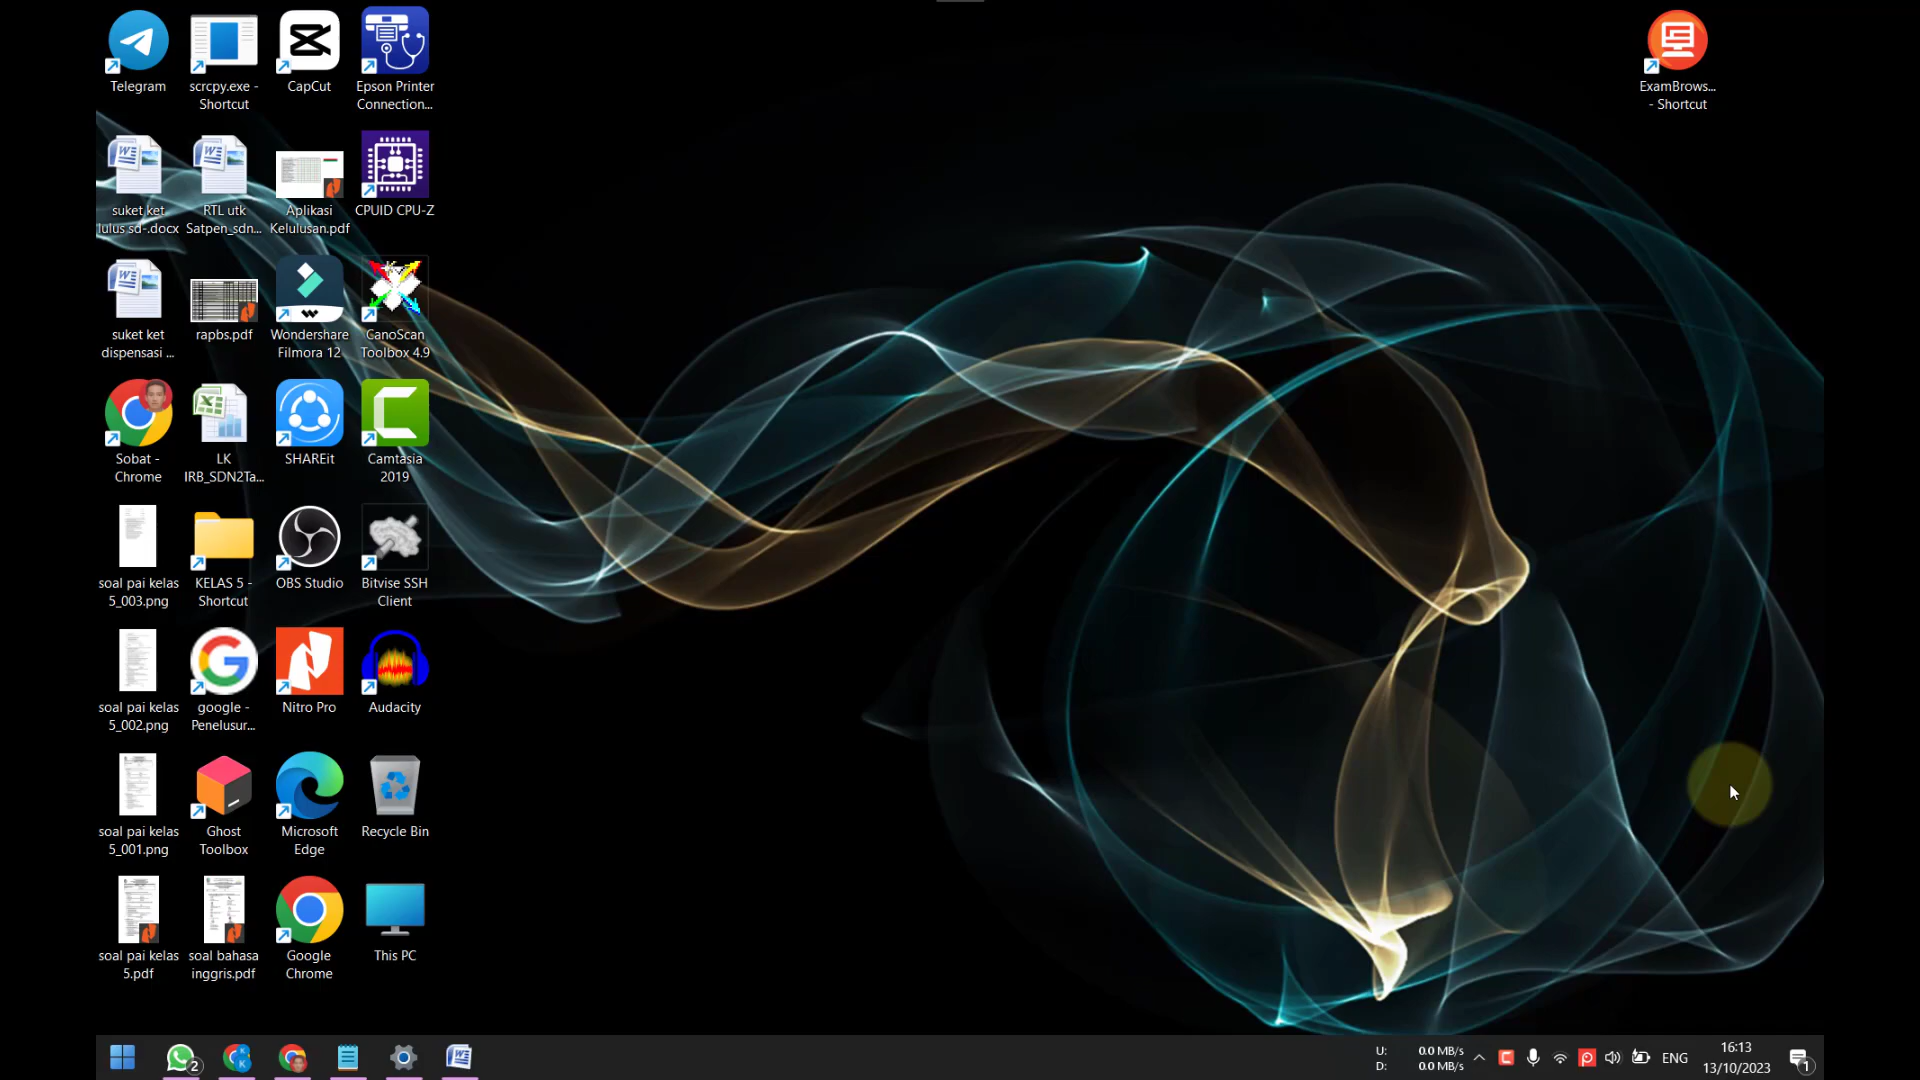 Telegram
scrcpy.exe -
Shortcut
CapCut
Epson Printer
Connection...
ExamBrows...
- Shortcut
suket ket
lulus sd-.docx
RTL utk
Satpen_sdn...
Aplikasi
Kelulusan.pdf
CPUID CPU-Z
suket ket
dispensasi ...
rapbs.pdf
Wondershare
Filmora 12
CanoScan
Toolbox 4.9
Sobat -
Chrome
LK
IRB_SDN2Ta...
SHAREit
Camtasia
2019
soal pai kelas
5_003.png
KELAS 5 -
Shortcut
OBS Studio
Bitvise SSH
Client
soal pai kelas
5_002.png
google -
Penelusur...
Nitro Pro
Audacity
soal pai kelas
5_001.png
Ghost
Toolbox
Microsoft
Edge
Recycle Bin
soal pai kelas
5.pdf
soal bahasa
inggris.pdf
Google
Chrome
This PC
2
U: 0.0 MB/s
D: 0.0 MB/s
ENG
16:13
13/10/2023
1